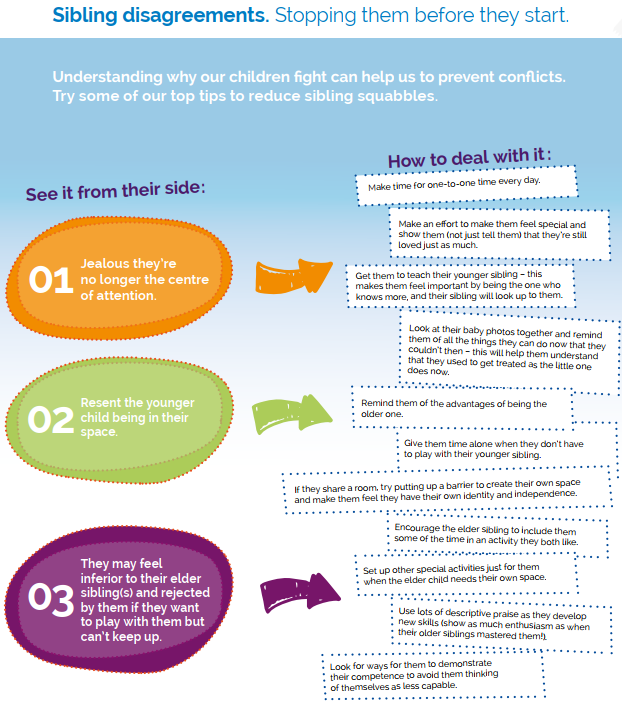 Sibling disagreements. Stopping them before they start.
Understanding why our children fight can help us to prevent conflicts.
Try some of our top tips to reduce sibling squabbles.
See it from their side:
How to deal with it:
01
Jealous they're
no longer the centre
of attention.
Make time for one-to-one time every day.
Make an effort to make them feel special and
show them (not just tell them) that they're still
loved just as much.
Get them to teach their younger sibling – this
makes them feel important by being the one who
knows more, and their sibling will look up to them.
Look at their baby photos together and remind
them of all the things they can do now that they
couldn't then – this will help them understand
that they used to get treated as the little one
does now.
02
Resent the younger
child being in their
space.
Remind them of the advantages of being the
older one.
Give them time alone when they don't have
to play with their younger sibling.
If they share a room, try putting up a barrier to create their own space
and make them feel they have their own identity and independence.
03
They may feel
inferior to their elder
sibling(s) and rejected
by them if they want
to play with them but
can't keep up.
Encourage the elder sibling to include them
some of the time in an activity they both like.
Set up other special activities just for them
when the elder child needs their own space.
Use lots of descriptive praise as they develop
new skills (show as much enthusiasm as when
their older siblings mastered them!).
Look for ways for them to demonstrate
their competence to avoid them thinking
of themselves as less capable.